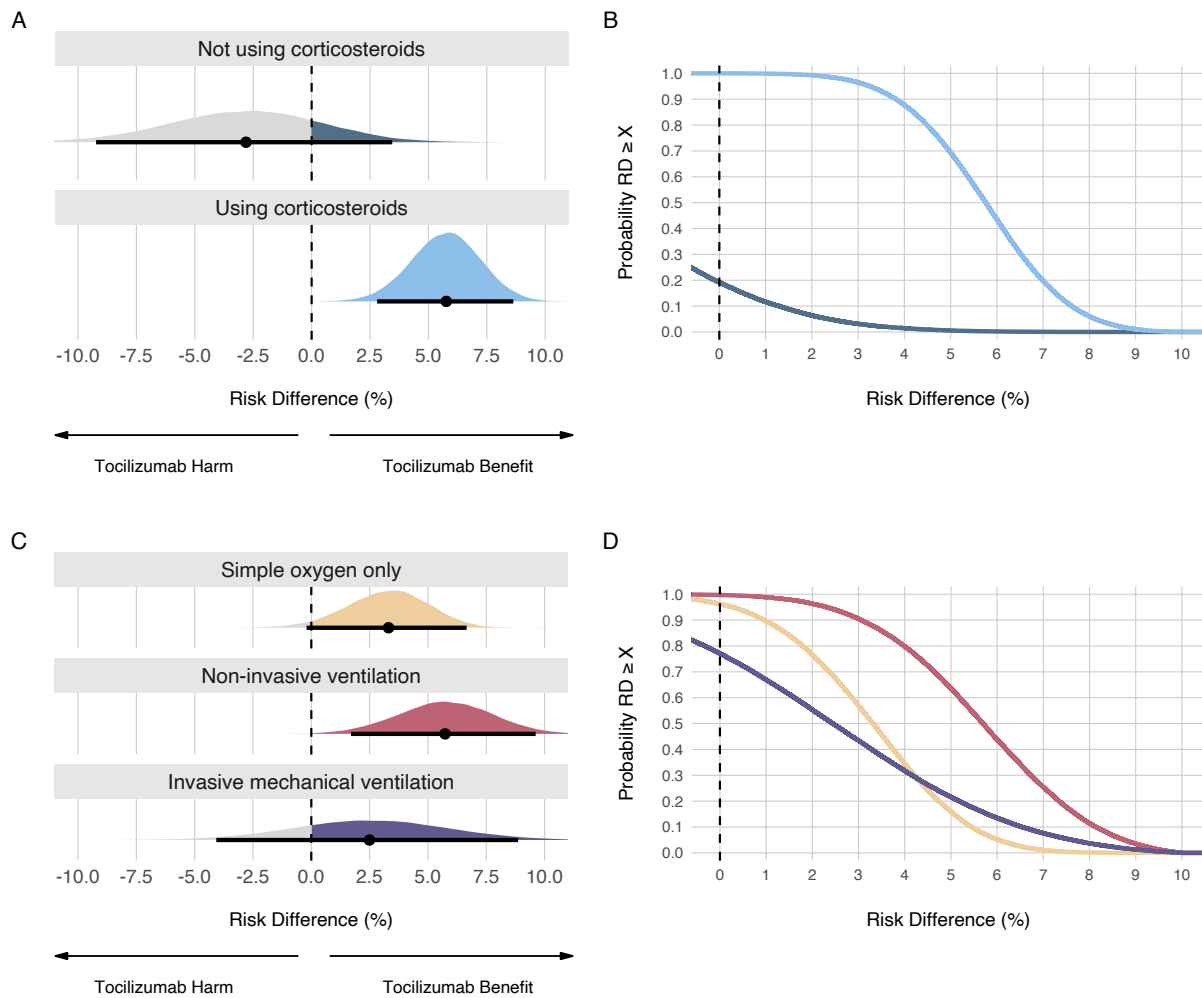 A
Not using corticosteroids
Using corticosteroids
-10.0 -7.5 -5.0 -2.5 0.0 2.5 5.0 7.5 10.0
Risk Difference (%)
Tocilizumab Harm Tocilizumab Benefit
B
Probability RD ≥ X
1.0
0.9
0.8
0.7
0.6
0.5
0.4
0.3
0.2
0.1
0.0
0 1 2 3 4 5 6 7 8 9 10
Risk Difference (%)
C
Simple oxygen only
Non-invasive ventilation
Invasive mechanical ventilation
-10.0 -7.5 -5.0 -2.5 0.0 2.5 5.0 7.5 10.0
Risk Difference (%)
Tocilizumab Harm Tocilizumab Benefit
D
Probability RD ≥ X
1.0
0.9
0.8
0.7
0.6
0.5
0.4
0.3
0.2
0.1
0.0
0 1 2 3 4 5 6 7 8 9 10
Risk Difference (%)